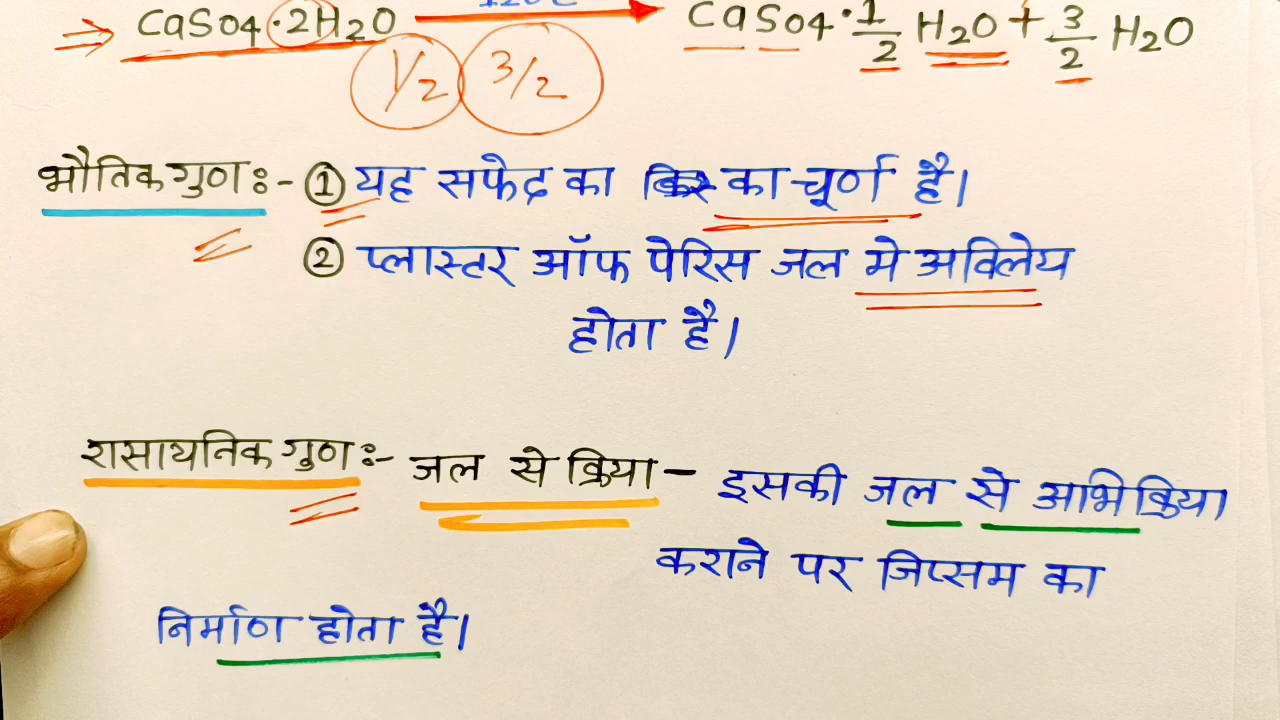 ⇒ CaSO4·2H2O ⟶ CaSO4·1/2 H2O + 3/2 H2O
1/2 3/2
भौतिक गुण:- ① यह सफेद का का चूर्ण है।
② प्लास्टर ऑफ पेरिस जल मे अविलेय
होता है।
रासायनिक गुण:- जल से क्रिया - इसकी जल से अभिक्रिया
कराने पर जिप्सम का
निर्माण होता है।